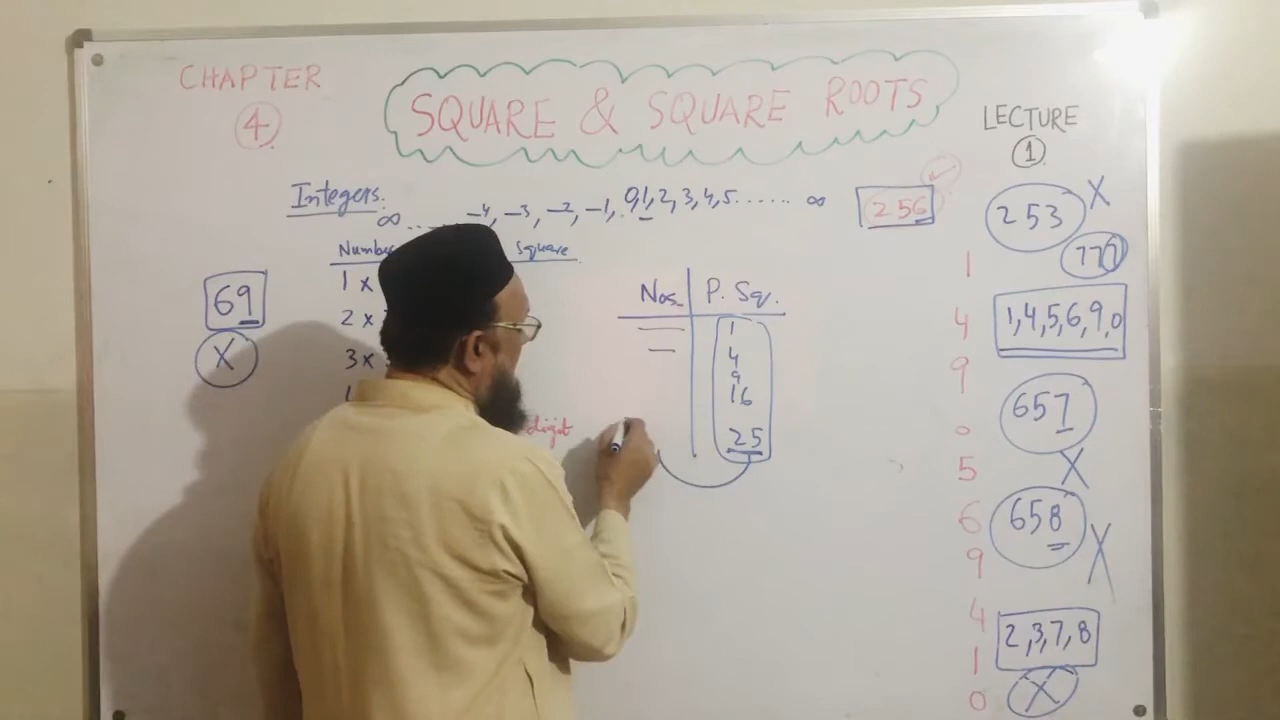 CHAPTER
4
SQUARE & SQUARE ROOTS
LECTURE
1
Integers.
∞ ...... -4, -3, -2, -1, 0, 1, 2, 3, 4, 5 ...... ∞
256
253 X
777
Square
1 x
2 x
3 x
digit
69
X
Nos. P. Sq.
1
4
9
16
25
1
4
9
0
5
6
9
4
1
0
1,4,5,6,9,0
657
X
658
X
2,3,7,8
X